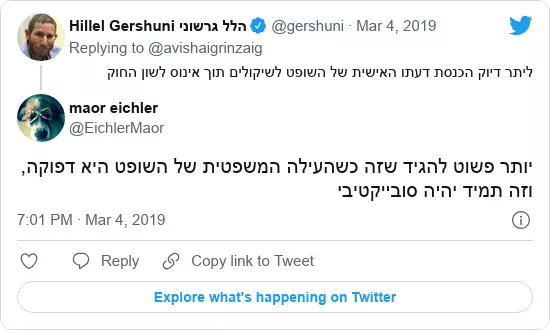 Hillel Gershuni הלל גרשוני @gershuni · Mar 4, 2019
Replying to @avishaigrinzaig
ליתר דיוק הכנסת דעתו האישית של השופט לשיקולים תוך אינוס לשון החוק
maor eichler
@EichlerMaor
יותר פשוט להגיד שזה כשהעילה המשפטית של השופט היא דפוקה,
וזה תמיד יהיה סובייקטיבי
7:01 PM · Mar 4, 2019
Reply
Copy link to Tweet
Explore what's happening on Twitter